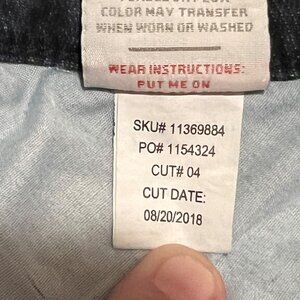 COLOR MAY TRANSFER
WHEN WORN OR WASHED
WEAR INSTRUCTIONS:
PUT ME ON
SKU# 11369884
PO# 1154324
CUT# 04
CUT DATE:
08/20/2018